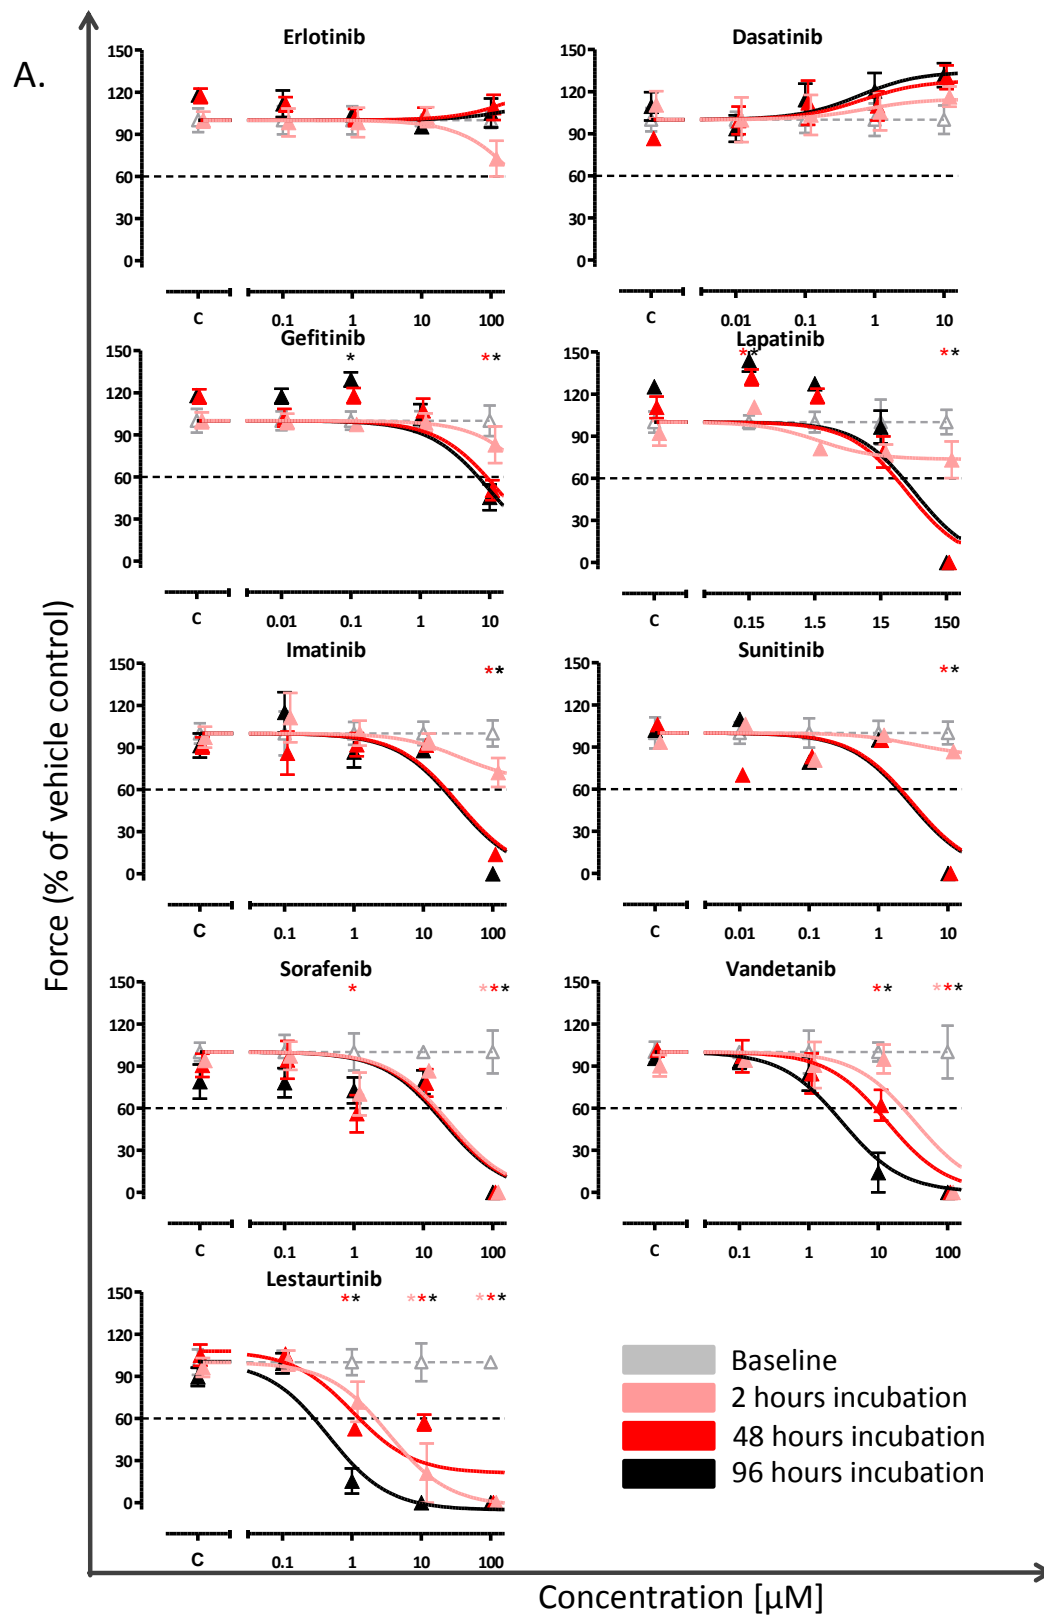 A.
Force (% of vehicle control)
Erlotinib
150
120
90
60
30
0
C 0.1 1 10 100
Dasatinib
150
120
90
60
30
0
C 0.01 0.1 1 10
Gefitinib
150
120
90
60
30
0
* * *
C 0.01 0.1 1 10
Lapatinib
150
120
90
60
30
0
* * * *
C 0.15 1.5 15 150
Imatinib
150
120
90
60
30
0
* *
C 0.1 1 10 100
Sunitinib
150
120
90
60
30
0
* *
C 0.01 0.1 1 10
Sorafenib
150
120
90
60
30
0
* * * *
C 0.1 1 10 100
Vandetanib
150
120
90
60
30
0
* * * * *
C 0.1 1 10 100
Lestaurtinib
150
120
90
60
30
0
* * * * * * * *
C 0.1 1 10 100
Baseline
2 hours incubation
48 hours incubation
96 hours incubation
Concentration [µM]